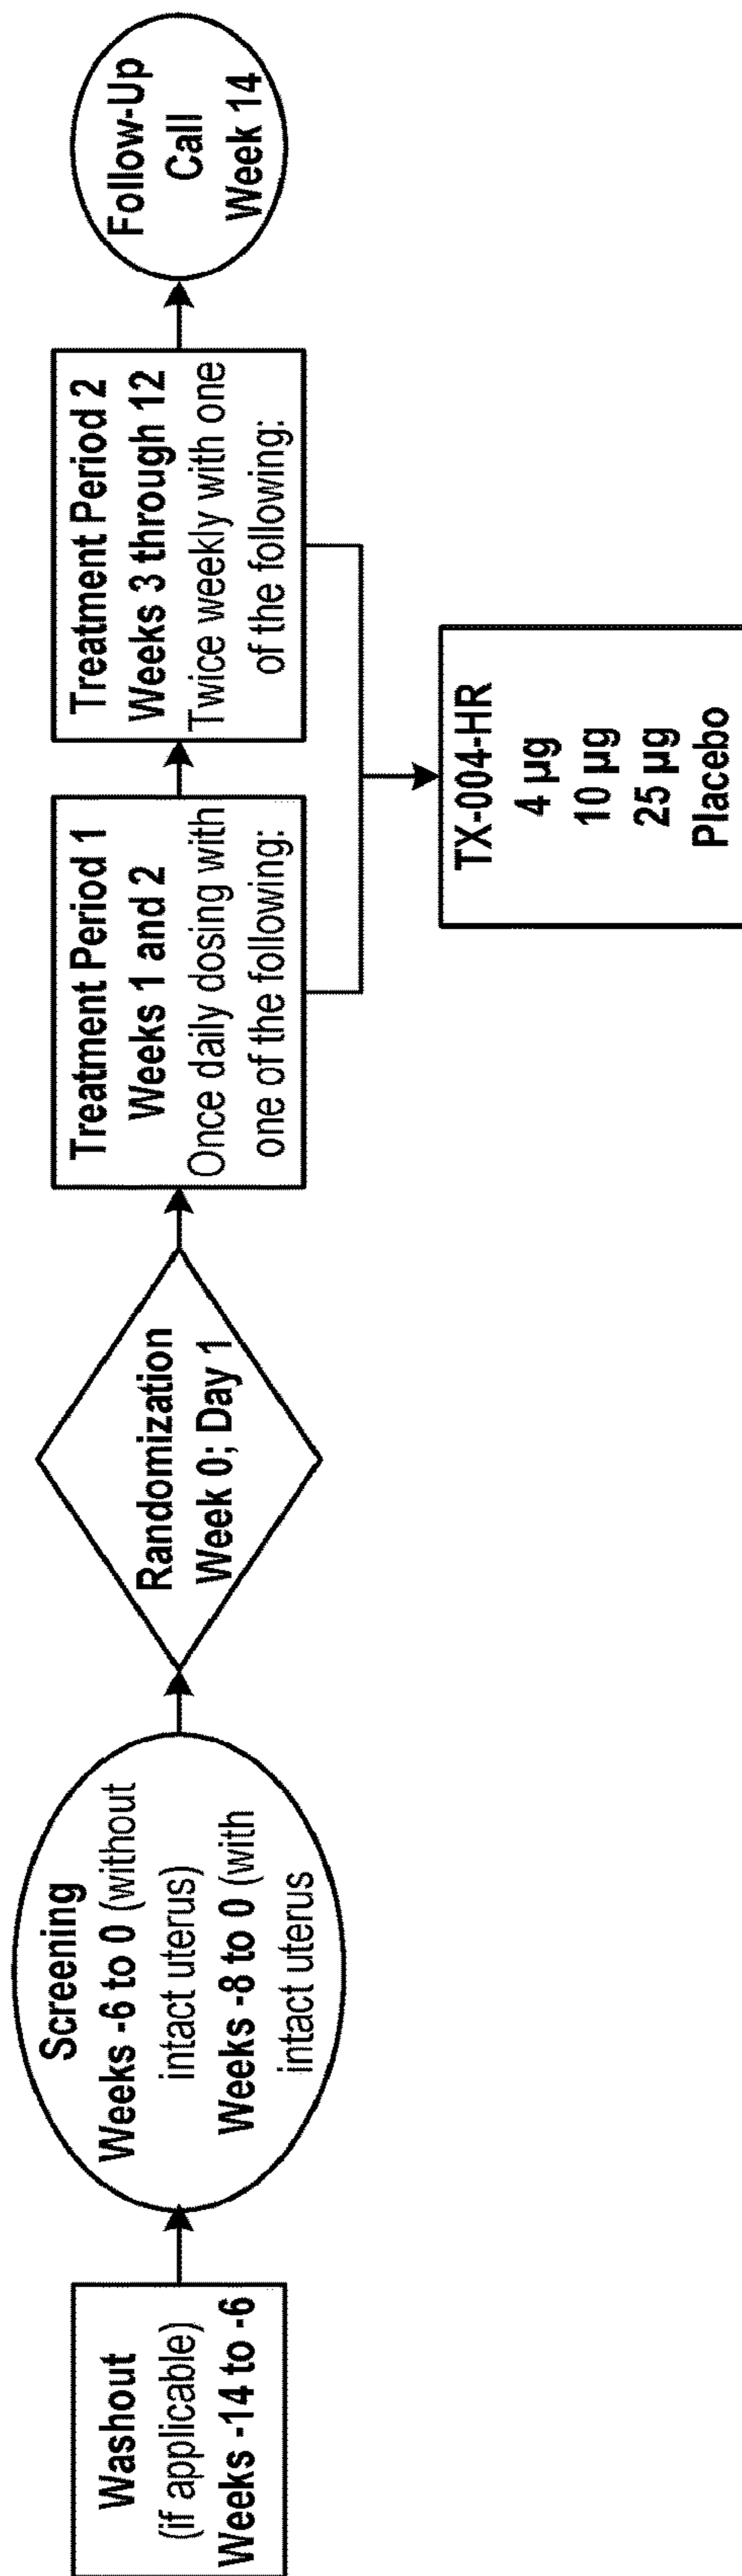 Washout
(if applicable)
Weeks -14 to -6
Screening
Weeks -6 to 0 (without
intact uterus)
Weeks -8 to 0 (with
intact uterus
Randomization
Week 0; Day 1
Treatment Period 1
Weeks 1 and 2
Once daily dosing with
one of the following:
Treatment Period 2
Weeks 3 through 12
Twice weekly with one
of the following:
Follow-Up
Call
Week 14
TX-004-HR
4 µg
10 µg
25 µg
Placebo